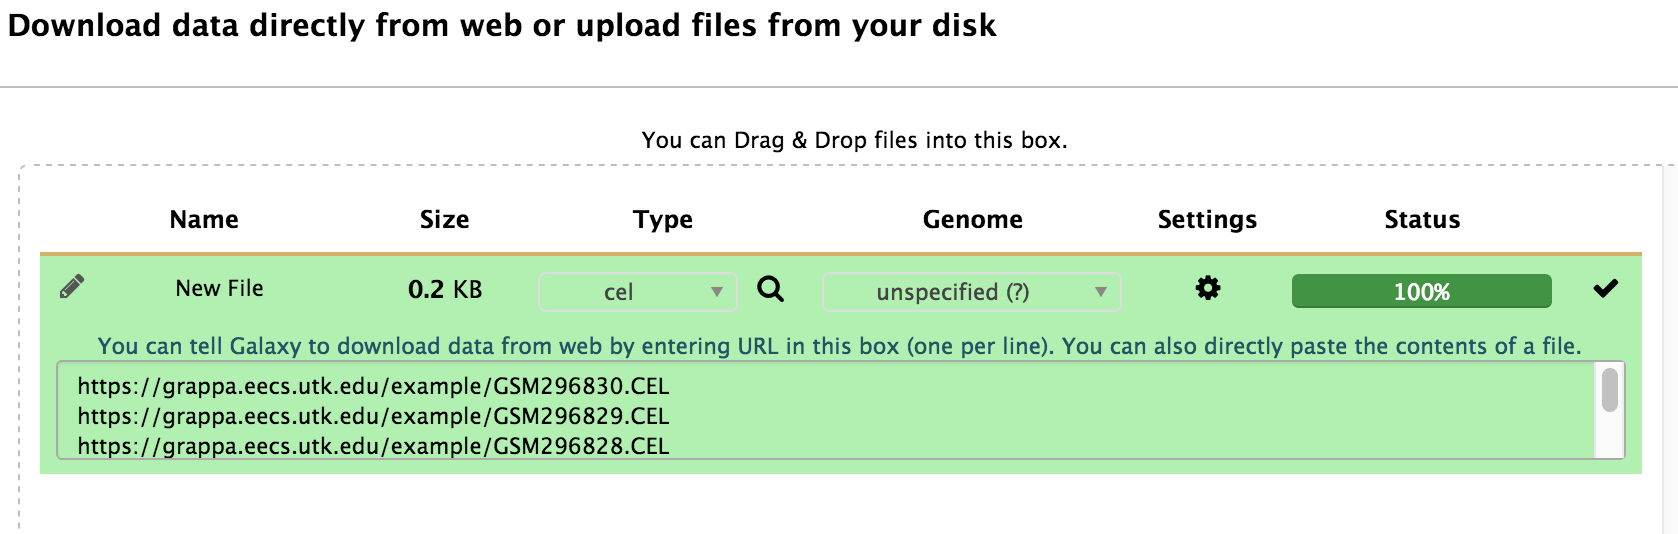 Download data directly from web or upload files from your disk
You can Drag & Drop files into this box.
Name Size Type Genome Settings Status
New File 0.2 KB cel unspecified (?) 100%
You can tell Galaxy to download data from web by entering URL in this box (one per line). You can also directly paste the contents of a file.
https://grappa.eecs.utk.edu/example/GSM296830.CEL
https://grappa.eecs.utk.edu/example/GSM296829.CEL
https://grappa.eecs.utk.edu/example/GSM296828.CEL